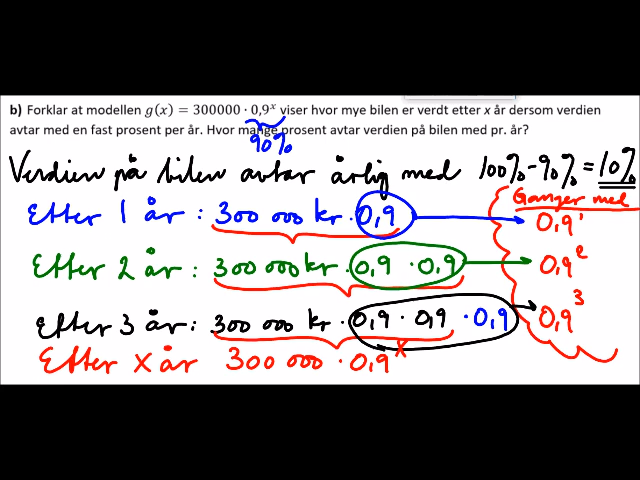 b) Forklar at modellen g(x) = 300000 · 0,9ˣ viser hvor mye bilen er verdt etter x år dersom verdien
avtar med en fast prosent per år. Hvor mange prosent avtar verdien på bilen med pr. år?
90%
Verdien på bilen avtar årlig med 100% - 90% = 10%
Ganger med
Etter 1 år : 300 000 kr · 0,9 0,9¹
Etter 2 år : 300 000 kr · 0,9 · 0,9 0,9²
Etter 3 år : 300 000 kr · 0,9 · 0,9 · 0,9 0,9³
Etter x år 300 000 · 0,9ˣ